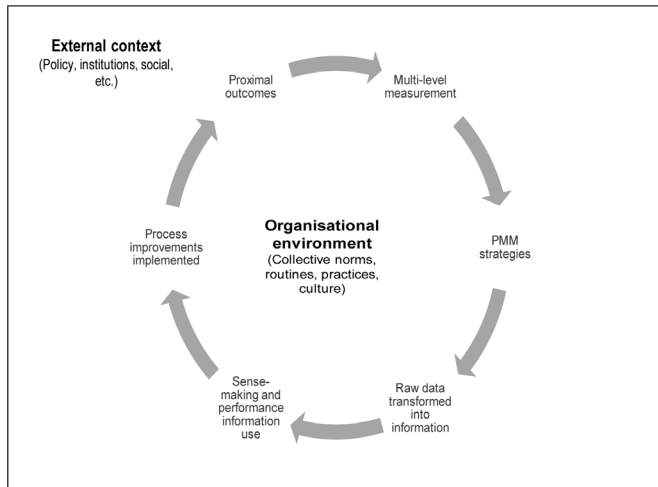 External context
(Policy, institutions, social,
etc.)
Proximal
outcomes
Multi-level
measurement
PMM
strategies
Raw data
transformed
into
information
Sense-
making and
performance
information
use
Process
improvements
implemented
Organisational
environment
(Collective norms,
routines, practices,
culture)